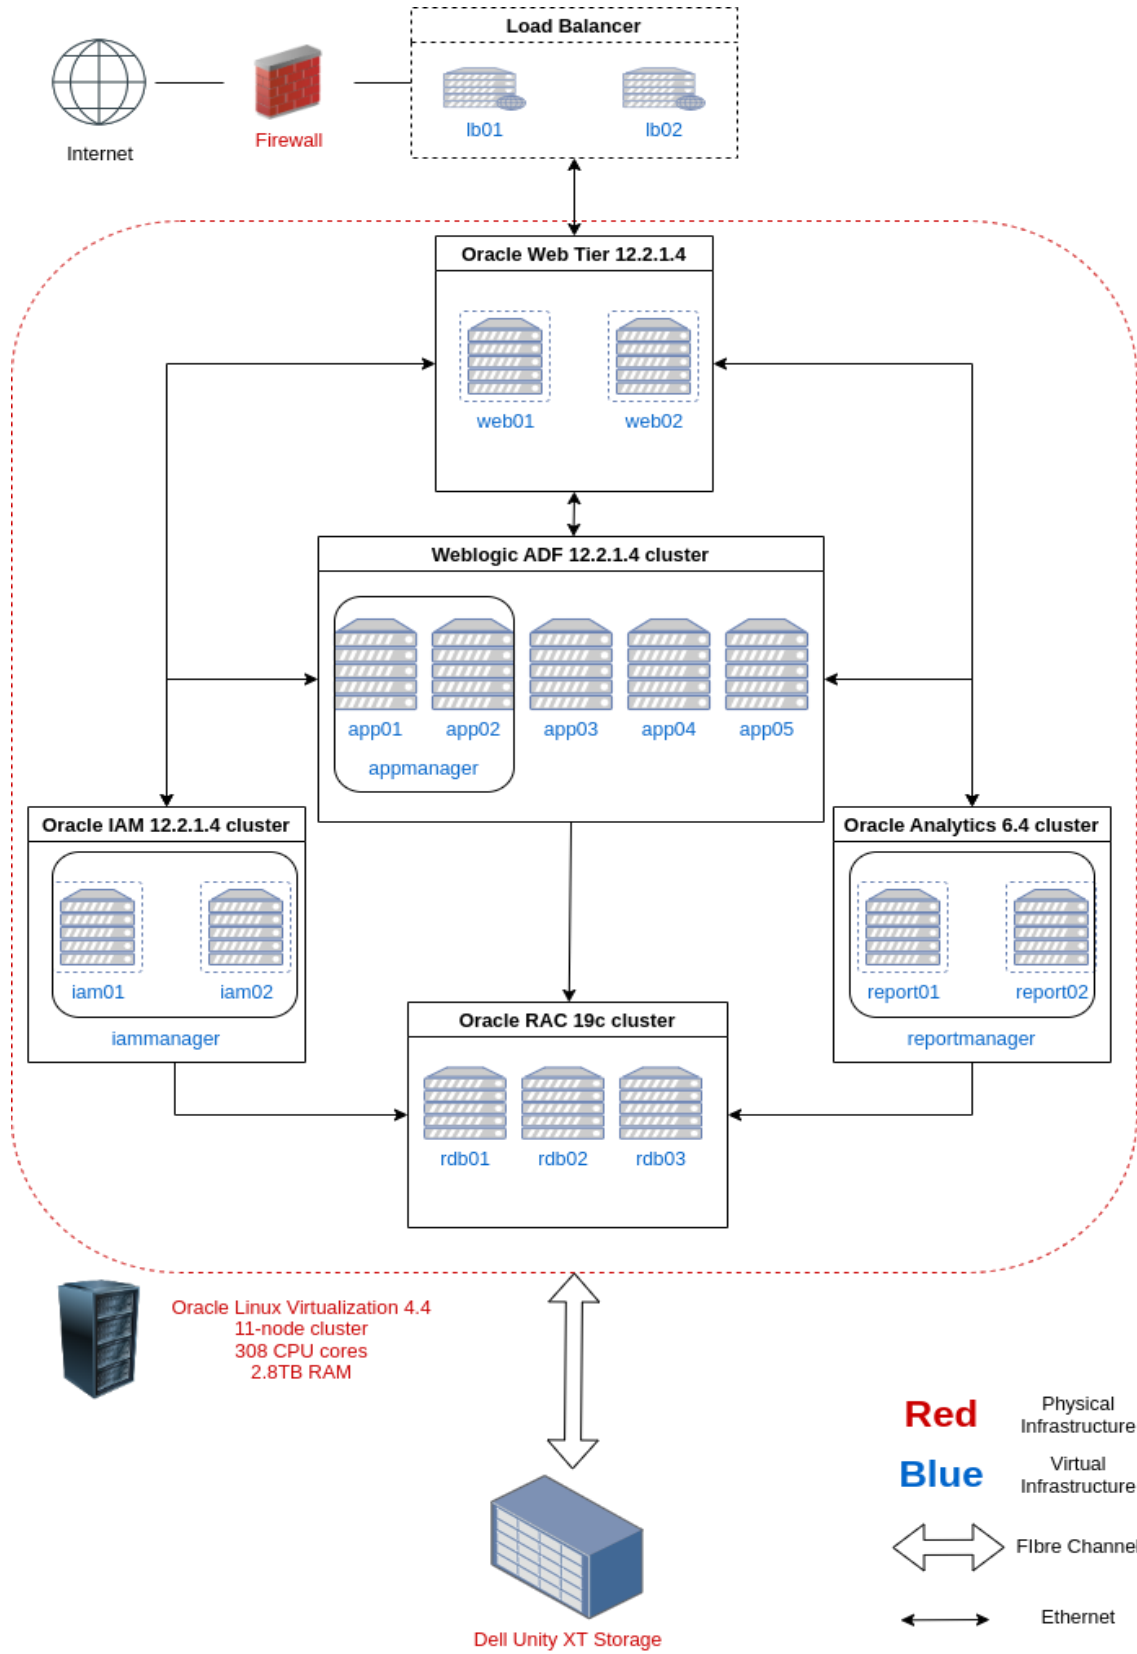 Load Balancer
lb01
lb02
Internet
Firewall
Oracle Web Tier 12.2.1.4
web01
web02
Weblogic ADF 12.2.1.4 cluster
app01
app02
app03
app04
app05
appmanager
Oracle IAM 12.2.1.4 cluster
iam01
iam02
iammanager
Oracle Analytics 6.4 cluster
report01
report02
reportmanager
Oracle RAC 19c cluster
rdb01
rdb02
rdb03
Oracle Linux Virtualization 4.4
11-node cluster
308 CPU cores
2.8TB RAM
Dell Unity XT Storage
Red
Physical
Infrastructure
Blue
Virtual
Infrastructure
FIbre Channel
Ethernet